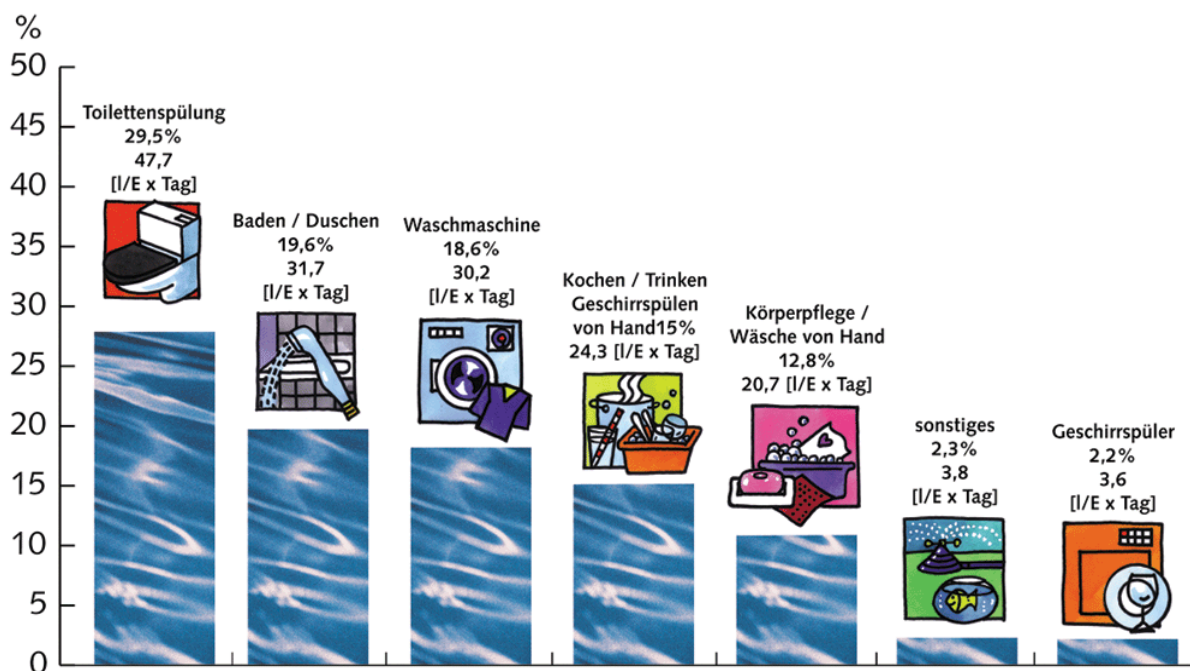 %
50
45
40
35
30
25
20
15
10
5
0
Toilettenspülung
29,5%
47,7
[l/E x Tag]
Baden / Duschen
19,6%
31,7
[l/E x Tag]
Waschmaschine
18,6%
30,2
[l/E x Tag]
Kochen / Trinken
Geschirrspülen
von Hand15%
24,3 [l/E x Tag]
Körperpflege /
Wäsche von Hand
12,8%
20,7 [l/E x Tag]
sonstiges
2,3%
3,8
[l/E x Tag]
Geschirrspüler
2,2%
3,6
[l/E x Tag]